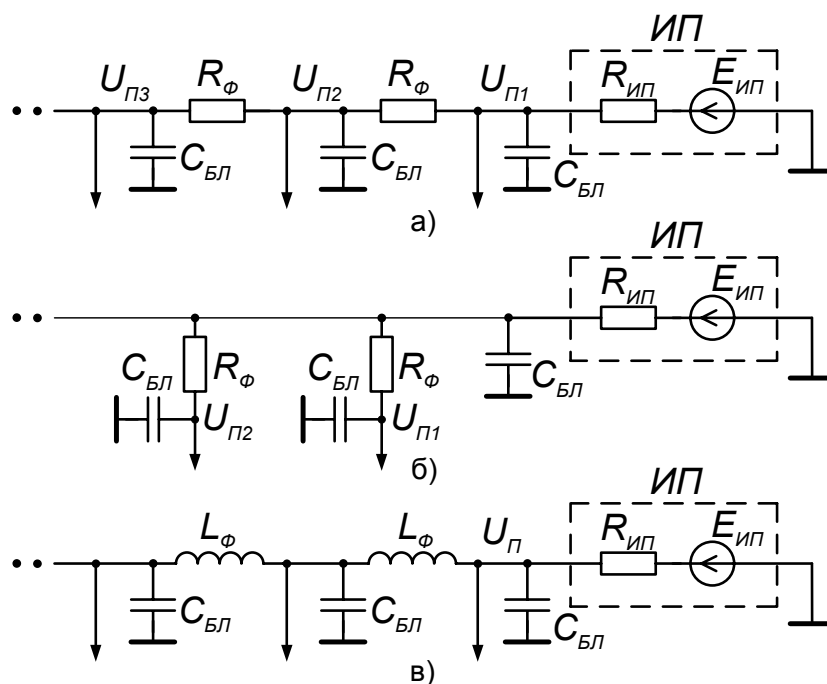 ИП
U_П3 R_Ф U_П2 R_Ф U_П1 R_ИП E_ИП
C_БЛ C_БЛ C_БЛ
а)
ИП
R_ИП E_ИП
C_БЛ R_Ф C_БЛ R_Ф C_БЛ
U_П2 U_П1
б)
ИП
L_Ф L_Ф U_П R_ИП E_ИП
C_БЛ C_БЛ C_БЛ
в)